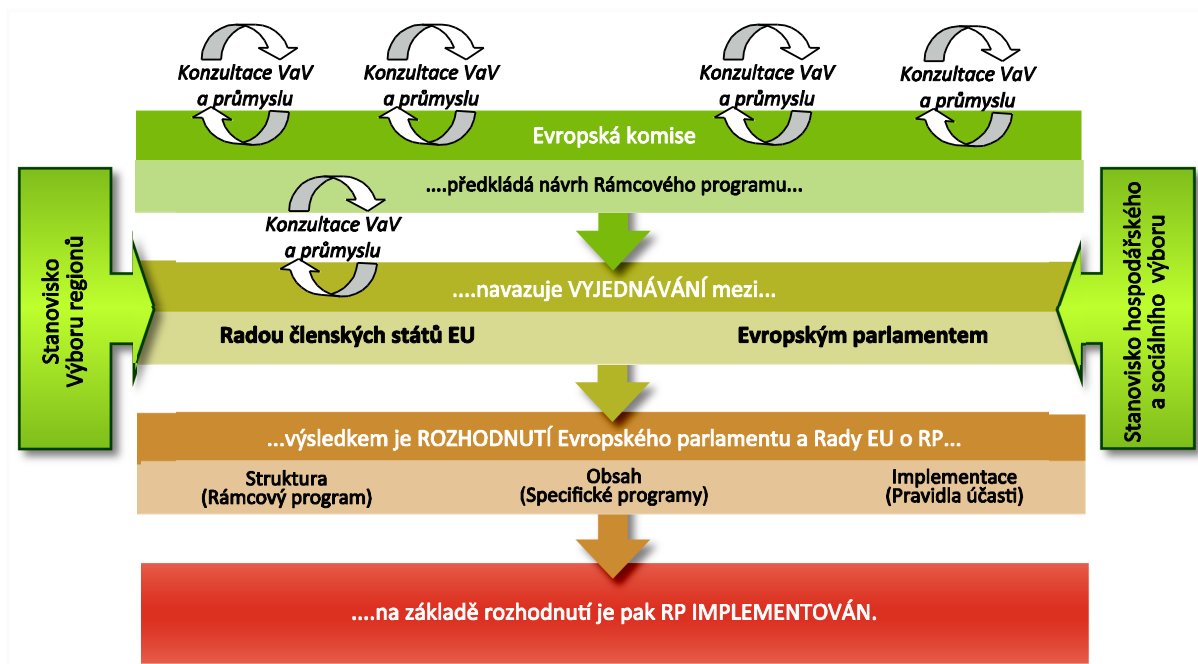 Konzultace VaV
a průmyslu
Konzultace VaV
a průmyslu
Konzultace VaV
a průmyslu
Konzultace VaV
a průmyslu
Evropská komise
....předkládá návrh Rámcového programu...
Konzultace VaV
a průmyslu
Stanovisko
Výboru regionů
....navazuje VYJEDNÁVÁNÍ mezi...
Radou členských států EU
Evropským parlamentem
Stanovisko hospodářského
a sociálního výboru
...výsledkem je ROZHODNUTÍ Evropského parlamentu a Rady EU o RP...
Struktura
(Rámcový program)
Obsah
(Specifické programy)
Implementace
(Pravidla účasti)
....na základě rozhodnutí je pak RP IMPLEMENTOVÁN.